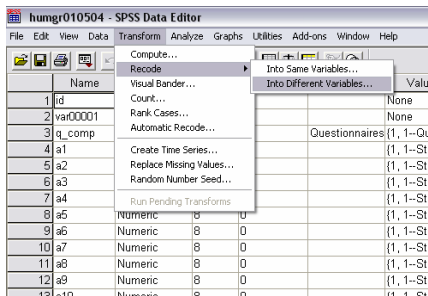 humgr010504 - SPSS Data Editor
File Edit View Data Transform Analyze Graphs Utilities Add-ons Window Help
Compute...
Recode
Visual Bander...
Count...
Rank Cases...
Automatic Recode...
Create Time Series...
Replace Missing Values...
Random Number Seed...
Run Pending Transforms
Into Same Variables...
Into Different Variables...
Name Valu
1 id None
2 var00001 None
3 q_comp Questionnaires {1, 1--Qu
4 a1 {1, 1--St
5 a2 {1, 1--St
6 a3 {1, 1--St
7 a4 {1, 1--St
8 a5 Numeric 8 0 {1, 1--St
9 a6 Numeric 8 0 {1, 1--St
10 a7 Numeric 8 0 {1, 1--St
11 a8 Numeric 8 0 {1, 1--St
12 a9 Numeric 8 0 {1, 1--St